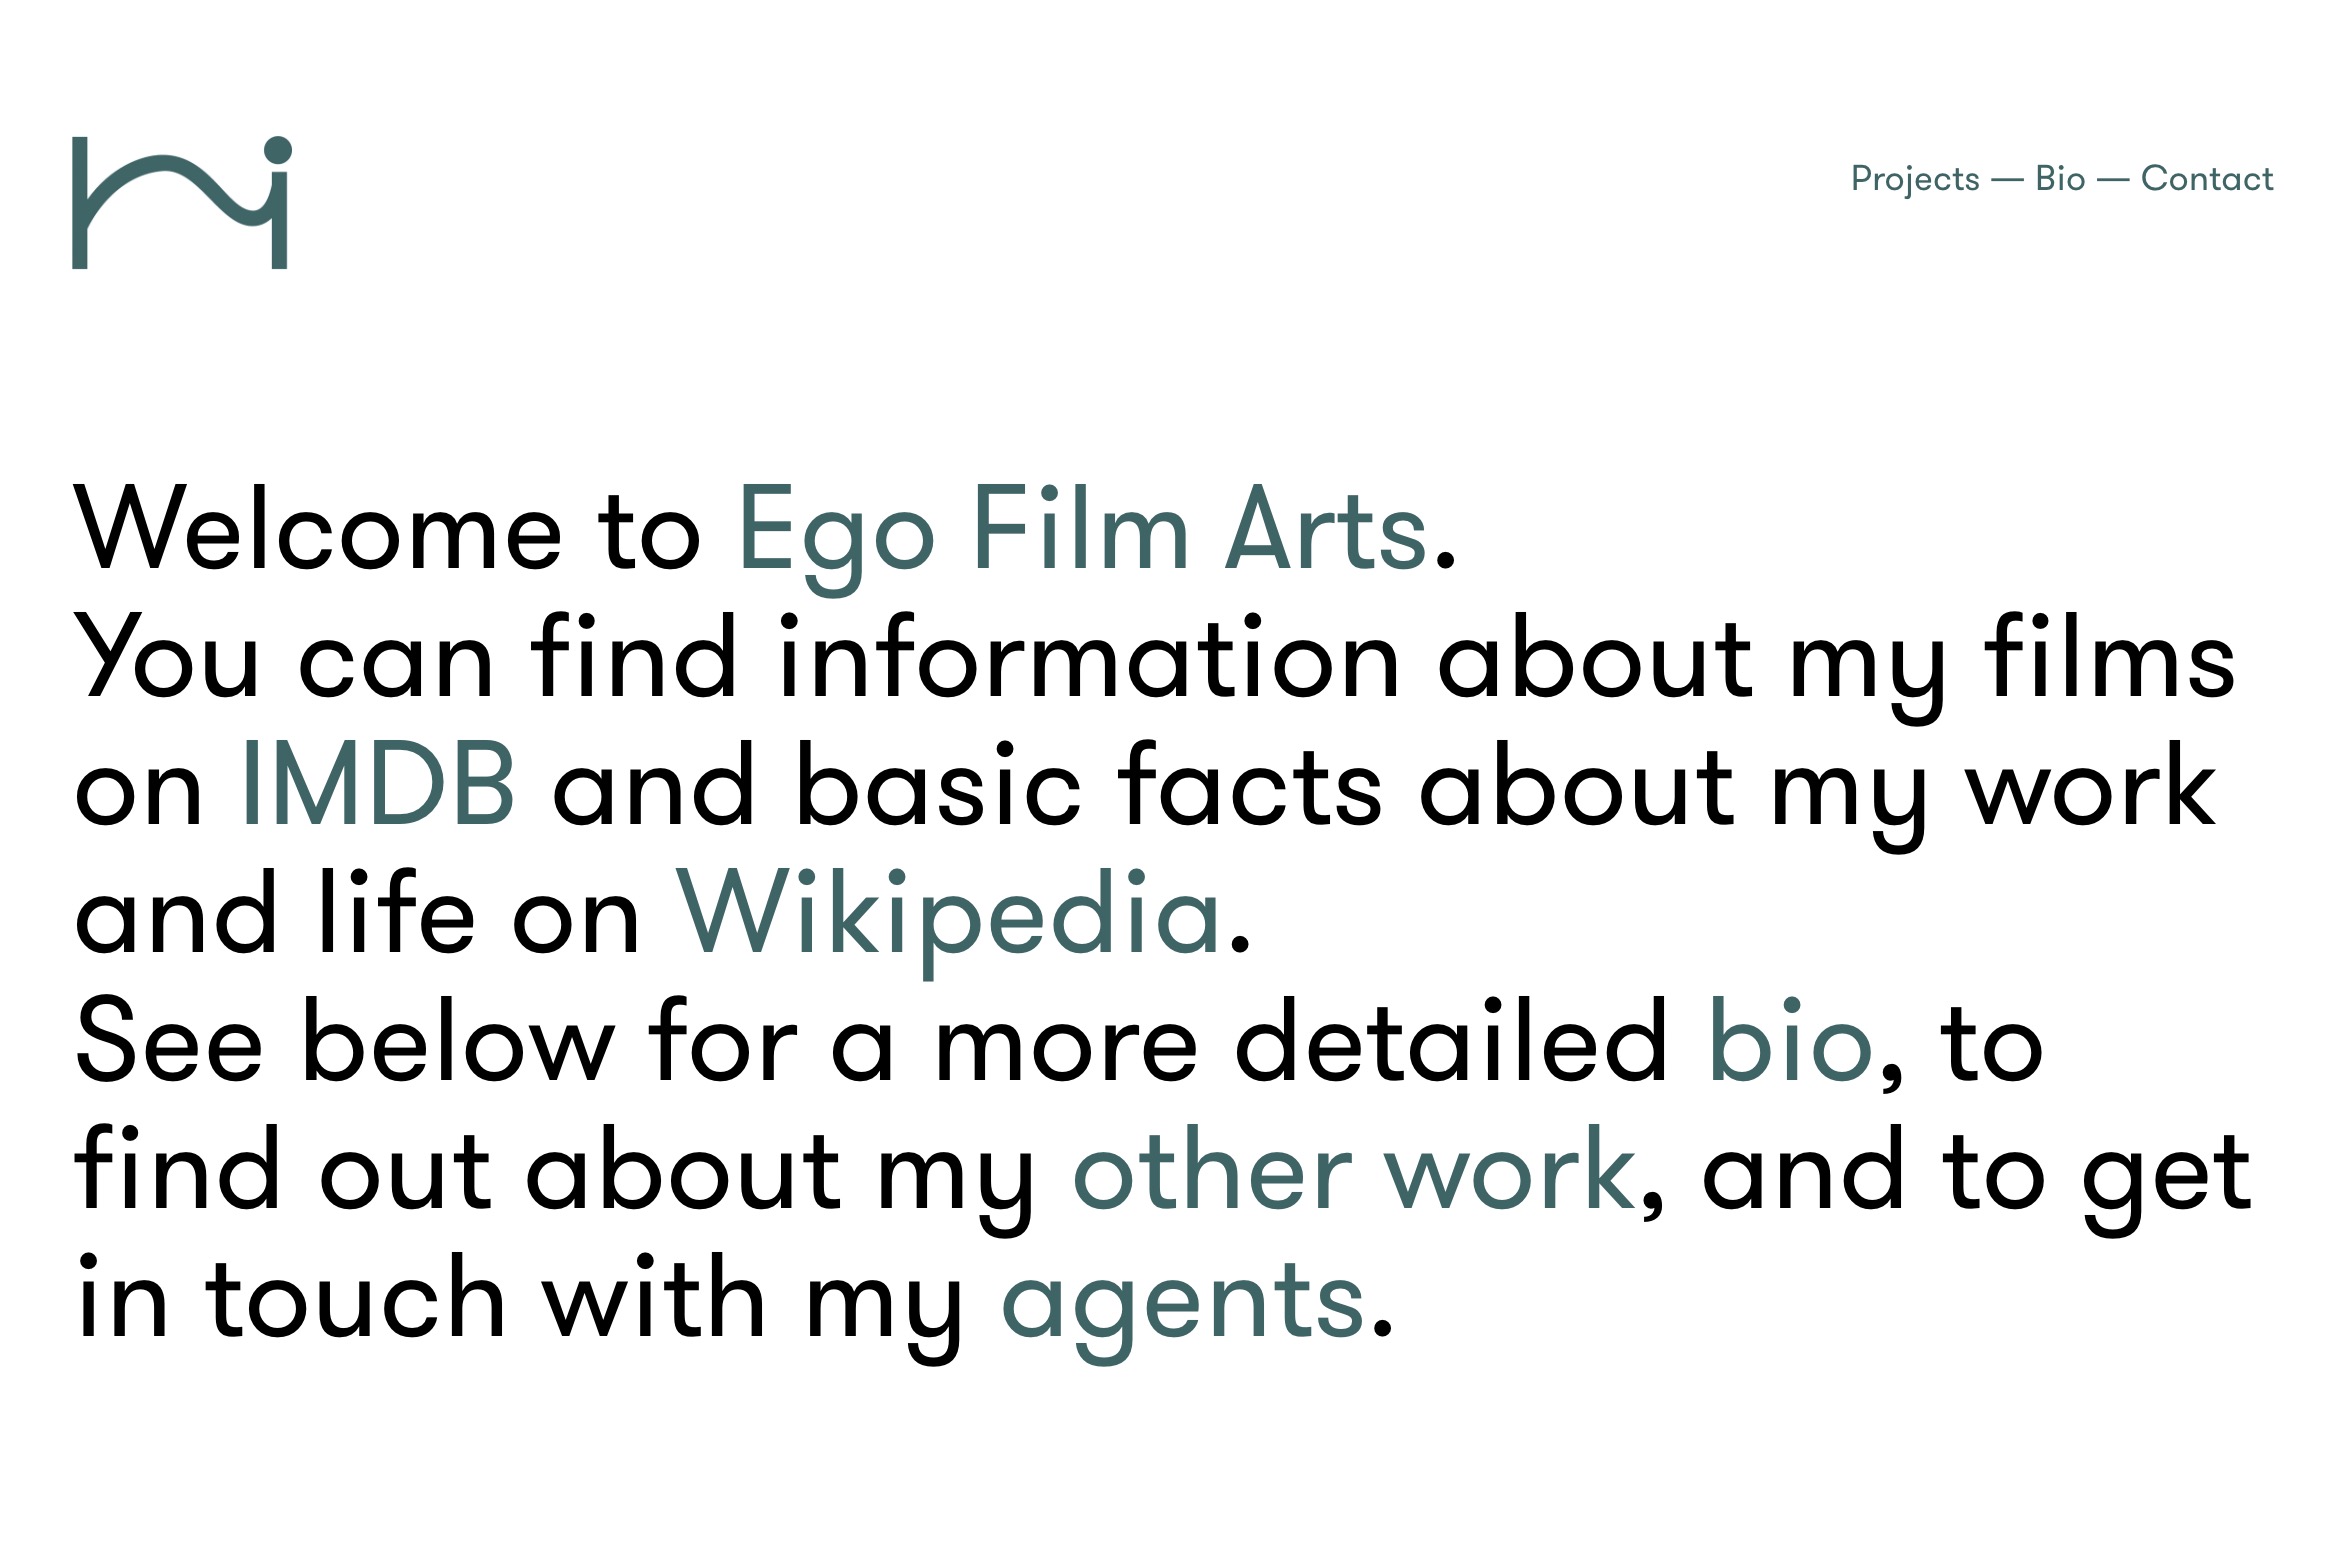 hi
Projects — Bio — Contact
Welcome to Ego Film Arts.
You can find information about my films
on IMDB and basic facts about my work
and life on Wikipedia.
See below for a more detailed bio, to
find out about my other work, and to get
in touch with my agents.